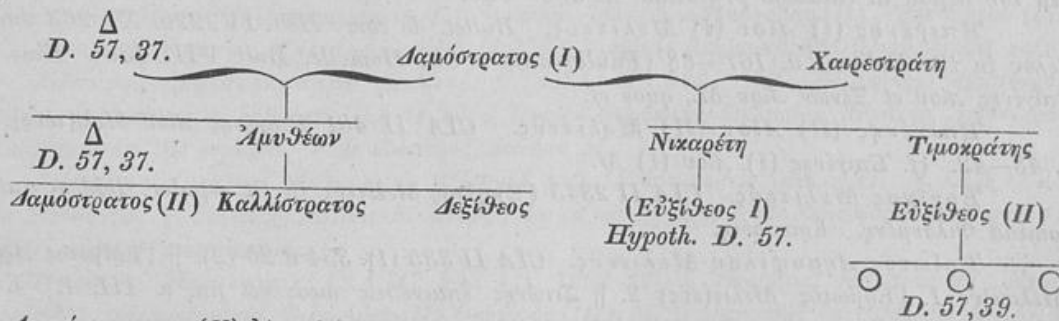 Δ
D. 57, 37.
Δαμόστρατος (I)
Χαιρεστράτη
Δ
D. 57, 37.
Ἀμυθέων
Νικαρέτη
Τιμοκράτης
Δαμόστρατος (II) Καλλίστρατος Δεξίθεος
(Εὐξίθεος I)
Εὐξίθεος (II)
Hypoth. D. 57.
D. 57, 39.